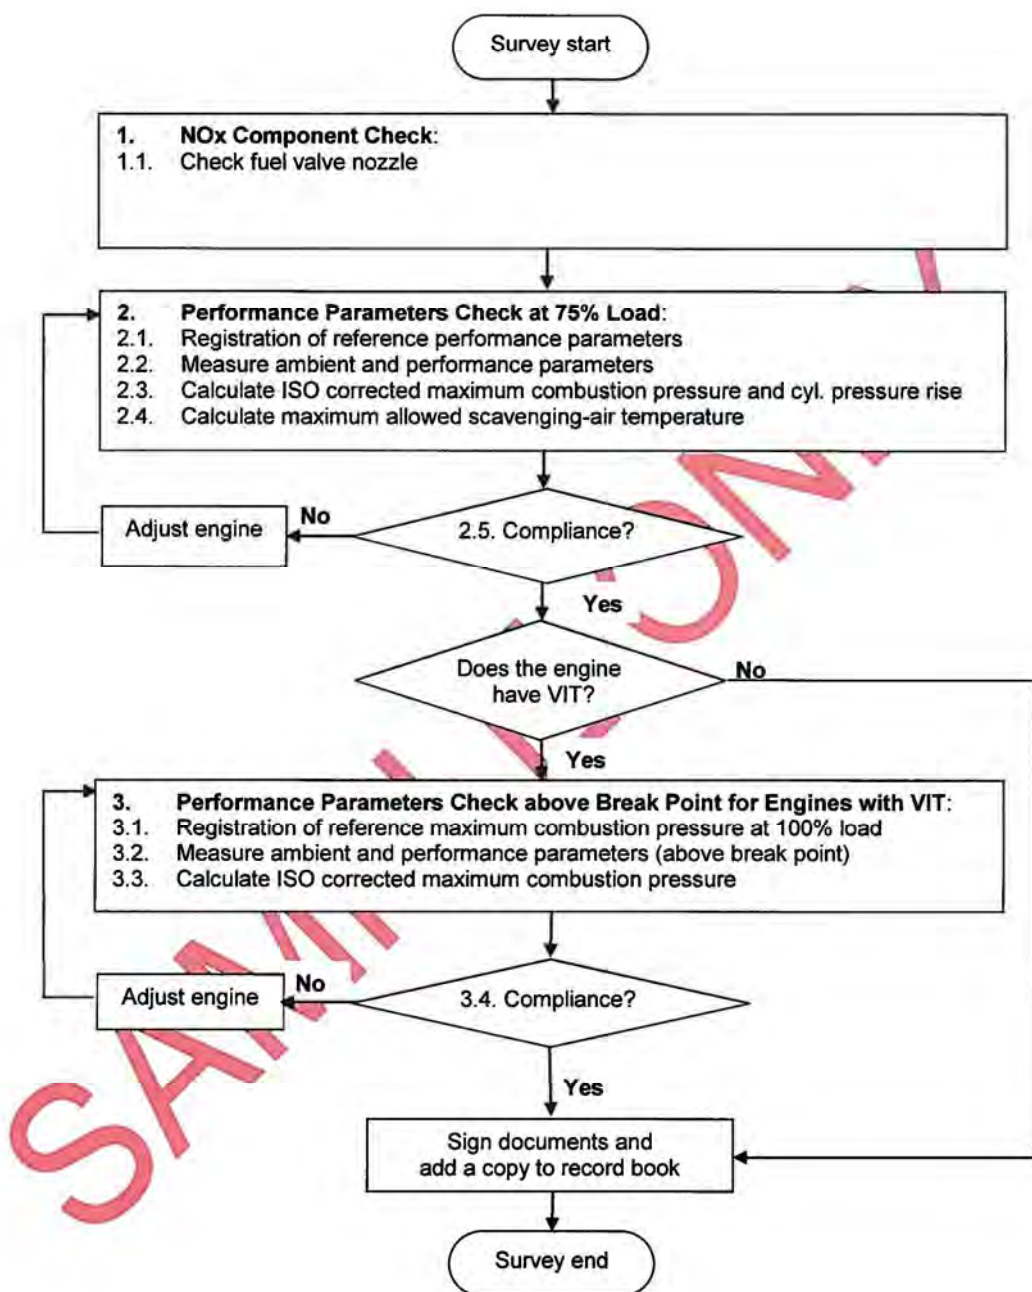 Survey start
1. NOx Component Check:
1.1. Check fuel valve nozzle
2. Performance Parameters Check at 75% Load:
2.1. Registration of reference performance parameters
2.2. Measure ambient and performance parameters
2.3. Calculate ISO corrected maximum combustion pressure and cyl. pressure rise
2.4. Calculate maximum allowed scavenging-air temperature
Adjust engine
No
2.5. Compliance?
Yes
Does the engine
have VIT?
No
Yes
3. Performance Parameters Check above Break Point for Engines with VIT:
3.1. Registration of reference maximum combustion pressure at 100% load
3.2. Measure ambient and performance parameters (above break point)
3.3. Calculate ISO corrected maximum combustion pressure
Adjust engine
No
3.4. Compliance?
Yes
Sign documents and
add a copy to record book
Survey end